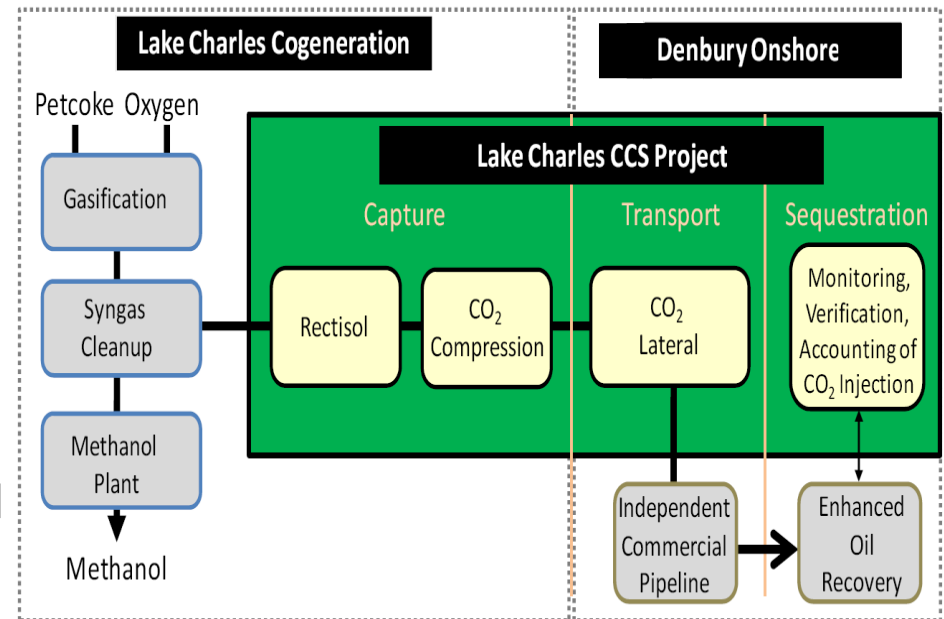 Lake Charles Cogeneration
Denbury Onshore
Petcoke Oxygen
Lake Charles CCS Project
Gasification
Capture
Transport
Sequestration
Syngas
Cleanup
Rectisol
CO₂
Compression
CO₂
Lateral
Monitoring,
Verification,
Accounting of
CO₂ Injection
Methanol
Plant
Independent
Commercial
Pipeline
Enhanced
Oil
Recovery
Methanol